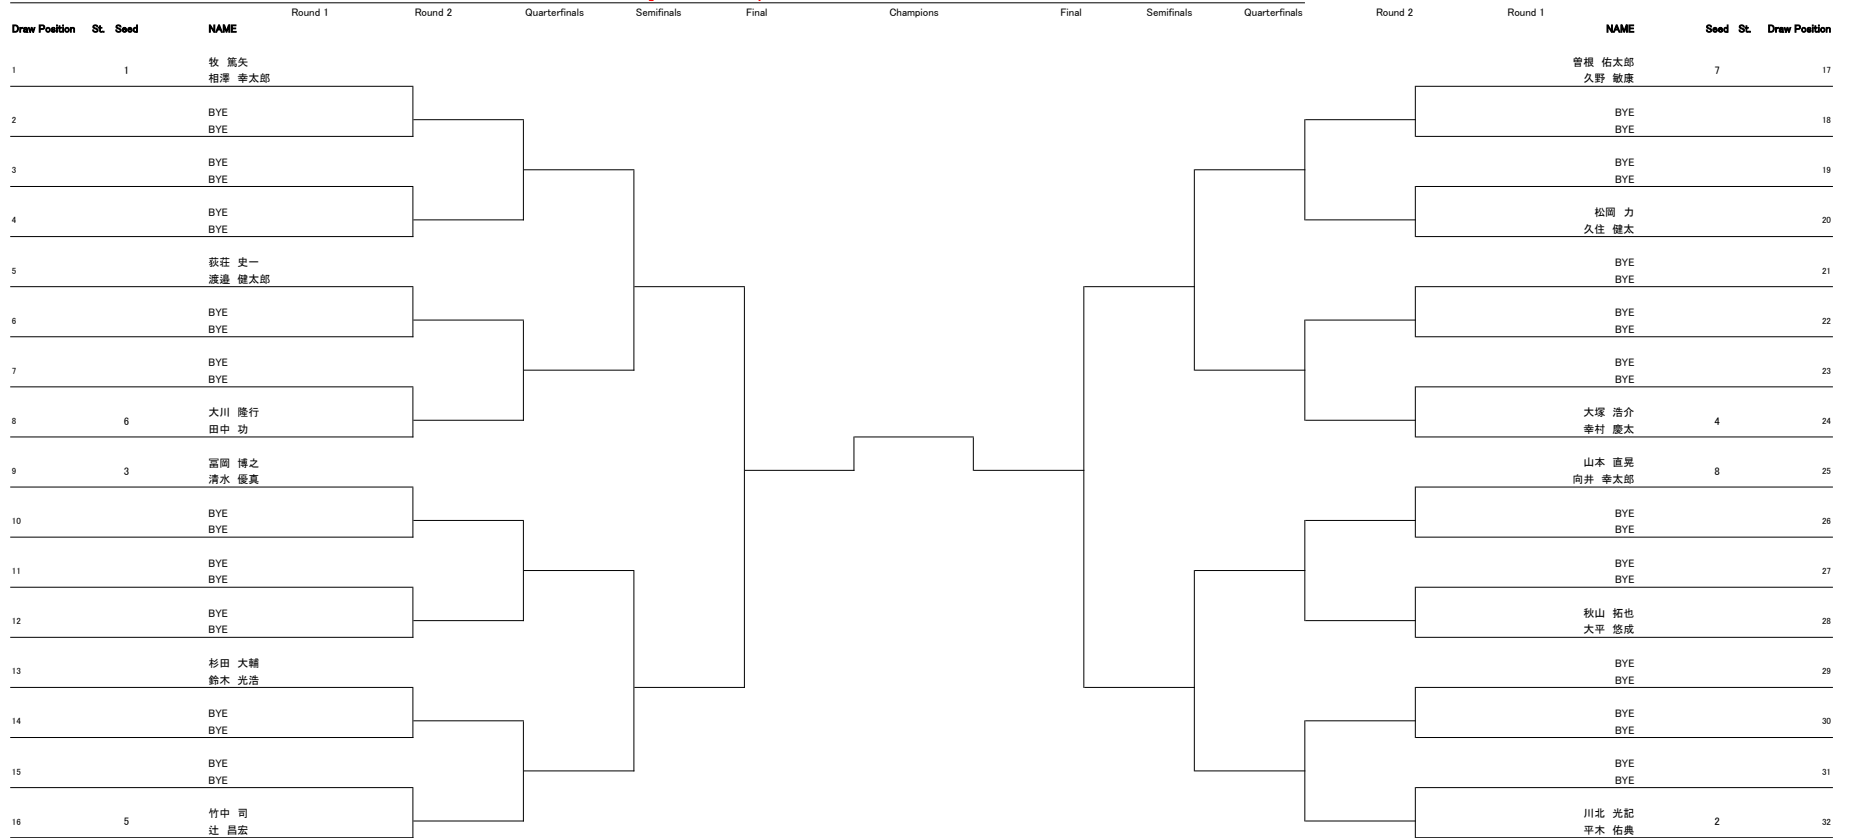 Round 1 Round 2 Quarterfinals Semifinals Final Champions Final Semifinals Quarterfinals Round 2 Round 1
Draw Position St. Seed NAME NAME Seed St. Draw Position
牧 篤矢 曽根 佑太郎
1 1 7 17
相澤 幸太郎 久野 敏康
BYE BYE
2 18
BYE BYE
BYE BYE
3 19
BYE BYE
BYE 松岡 力
4 20
BYE 久住 健太
荻荘 史一 BYE
5 21
渡邉 健太郎 BYE
BYE BYE
6 22
BYE BYE
BYE BYE
7 23
BYE BYE
大川 隆行 大塚 浩介
8 6 4 24
田中 功 幸村 慶太
冨岡 博之 山本 直晃
9 3 8 25
清水 優真 向井 幸太郎
BYE BYE
10 26
BYE BYE
BYE BYE
11 27
BYE BYE
BYE 秋山 拓也
12 28
BYE 大平 悠成
杉田 大輔 BYE
13 29
鈴木 光浩 BYE
BYE BYE
14 30
BYE BYE
BYE BYE
15 31
BYE BYE
竹中 司 川北 光記
16 5 2 32
辻 昌宏 平木 佑典